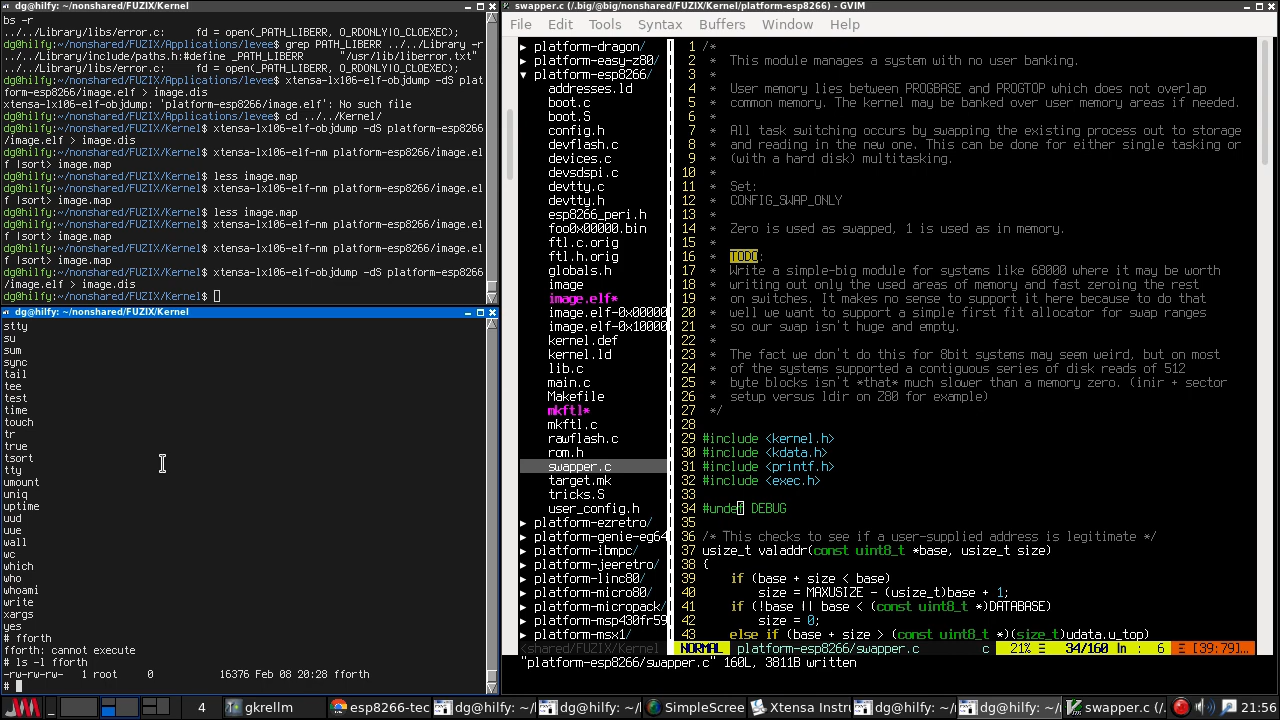 dg@hilfy: ~/nonshared/FUZIX/Kernel
bs -r
../../Library/libs/error.c:    fd = open(_PATH_LIBERR, O_RDONLY|O_CLOEXEC);
dg@hilfy:~/nonshared/FUZIX/Applications/levee$ grep PATH_LIBERR ../../Library -r
../../Library/include/paths.h:#define _PATH_LIBERR    "/usr/lib/liberror.txt"
../../Library/libs/error.c:    fd = open(_PATH_LIBERR, O_RDONLY|O_CLOEXEC);
dg@hilfy:~/nonshared/FUZIX/Applications/levee$ xtensa-lx106-elf-objdump -dS plat
form-esp8266/image.elf > image.dis
xtensa-lx106-elf-objdump: 'platform-esp8266/image.elf': No such file
dg@hilfy:~/nonshared/FUZIX/Applications/levee$ cd ../../Kernel/
dg@hilfy:~/nonshared/FUZIX/Kernel$ xtensa-lx106-elf-objdump -dS platform-esp8266
/image.elf > image.dis
dg@hilfy:~/nonshared/FUZIX/Kernel$ xtensa-lx106-elf-nm platform-esp8266/image.el
f |sort> image.map
dg@hilfy:~/nonshared/FUZIX/Kernel$ less image.map
dg@hilfy:~/nonshared/FUZIX/Kernel$ xtensa-lx106-elf-nm platform-esp8266/image.el
f |sort> image.map
dg@hilfy:~/nonshared/FUZIX/Kernel$ less image.map
dg@hilfy:~/nonshared/FUZIX/Kernel$ xtensa-lx106-elf-nm platform-esp8266/image.el
f |sort> image.map
dg@hilfy:~/nonshared/FUZIX/Kernel$ xtensa-lx106-elf-nm platform-esp8266/image.el
f |sort> image.map
dg@hilfy:~/nonshared/FUZIX/Kernel$ xtensa-lx106-elf-objdump -dS platform-esp8266
/image.elf > image.dis
dg@hilfy:~/nonshared/FUZIX/Kernel$
dg@hilfy: ~/nonshared/FUZIX/Kernel
stty
su
sum
sync
tail
tee
test
time
touch
tr
true
tsort
tty
umount
uniq
uptime
uud
uue
wall
wc
which
who
whoami
write
xargs
yes
# fforth
fforth: cannot execute
# ls -l fforth
-rw-rw-rw-  1 root    0         16376 Feb 08 20:28 fforth
#
swapper.c (/.big/@big/nonshared/FUZIX/Kernel/platform-esp8266) - GVIM
File Edit Tools Syntax Buffers Window Help
▶ platform-dragon/
▶ platform-easy-z80/
▼ platform-esp8266/
addresses.ld
boot.c
boot.S
config.h
devflash.c
devices.c
devsdspi.c
devtty.c
devtty.h
esp8266_peri.h
foo0x00000.bin
ftl.c.orig
ftl.h.orig
globals.h
image
image.elf*
image.elf-0x00000
image.elf-0x10000
kernel.def
kernel.ld
lib.c
main.c
Makefile
mkftl*
mkftl.c
rawflash.c
rom.h
swapper.c
target.mk
tricks.S
user_config.h
▶ platform-ezretro/
▶ platform-genie-eg64
▶ platform-ibmpc/
▶ platform-jeeretro/
▶ platform-linc80/
▶ platform-micro80/
▶ platform-micropack/
▶ platform-msp430fr59
▶ platform-msx1/
<shared/FUZIX/Kernel
1 /*
2  *  This module manages a system with no user banking.
3  *
4  *  User memory lies between PROGBASE and PROGTOP which does not overlap
5  *  common memory. The kernel may be banked over user memory areas if needed.
6  *
7  *  All task switching occurs by swapping the existing process out to storage
8  *  and reading in the new one. This can be done for either single tasking or
9  *  (with a hard disk) multitasking.
10  *
11  *  Set:
12  *  CONFIG_SWAP_ONLY
13  *
14  *  Zero is used as swapped, 1 is used as in memory.
15  *
16  *  TODO:
17  *  Write a simple-big module for systems like 68000 where it may be worth
18  *  writing out only the used areas of memory and fast zeroing the rest
19  *  on switches. It makes no sense to support it here because to do that
20  *  well we want to support a simple first fit allocator for swap ranges
21  *  so our swap isn't huge and empty.
22  *
23  *  The fact we don't do this for 8bit systems may seem weird, but on most
24  *  of the systems supported a contiguous series of disk reads of 512
25  *  byte blocks isn't *that* much slower than a memory zero. (inir + sector
26  *  setup versus ldir on Z80 for example)
27  */
28
29 #include <kernel.h>
30 #include <kdata.h>
31 #include <printf.h>
32 #include <exec.h>
33
34 #undef DEBUG
35
36 /* This checks to see if a user-supplied address is legitimate */
37 usize_t valaddr(const uint8_t *base, usize_t size)
38 {
39     if (base + size < base)
40         size = MAXUSIZE - (usize_t)base + 1;
41     if (!base || base < (const uint8_t *)DATABASE)
42         size = 0;
43     else if (base + size > (const uint8_t *)(size_t)udata.u_top)
NORMAL platform-esp8266/swapper.c c 21% ☰ 34/160 ln : 6 Ξ [39:79]...
"platform-esp8266/swapper.c" 160L, 3811B written
4 gkrellm esp8266-tec dg@hilfy: ~/ dg@hilfy: ~/ SimpleScree Xtensa Instru dg@hilfy: ~/ dg@hilfy: ~/ swapper.c (/. 21:56